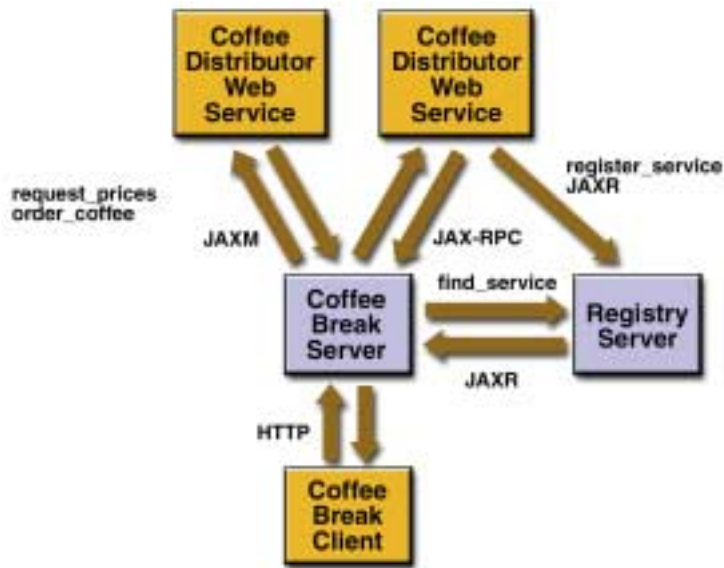 Coffee
Distributor
Web
Service
Coffee
Distributor
Web
Service
request_prices
order_coffee
register_service
JAXR
JAXM
JAX-RPC
find_service
Coffee
Break
Server
Registry
Server
JAXR
HTTP
Coffee
Break
Client